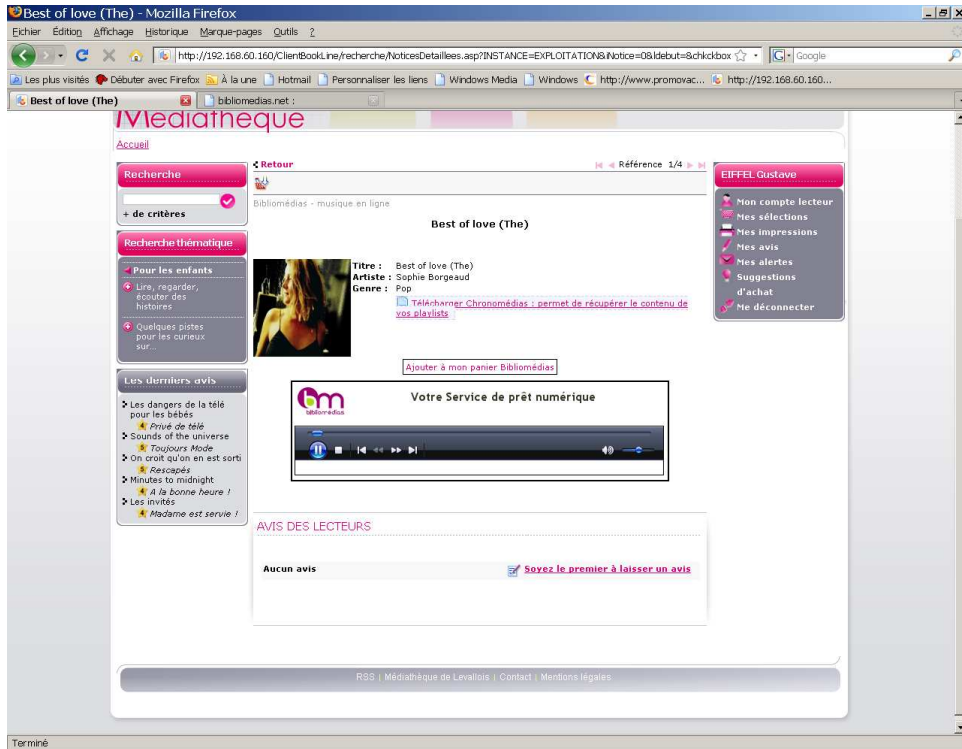 Best of love (The) - Mozilla Firefox
Fichier Édition Affichage Historique Marque-pages Outils ?
http://192.168.60.160/ClientBookLine/recherche/NoticesDetaillees.asp?INSTANCE=EXPLOITATION&iNotice=0&ldebut=&chkckbox
Google
Les plus visités Débuter avec Firefox À la une Hotmail Personnaliser les liens Windows Media Windows http://www.promovac... http://192.168.60.160...
Best of love (The) bibliomedias.net :
Médiathèque
Accueil
Recherche
+ de critères
Recherche thématique
Pour les enfants
Lire, regarder,
écouter des
histoires
Quelques pistes
pour les curieux
sur...
Les derniers avis
Les dangers de la télé
pour les bébés
4 Privé de télé
Sounds of the universe
5 Toujours Mode
On croit qu'on en est sorti
5 Rescapés
Minutes to midnight
4 A la bonne heure !
Les invités
4 Madame est servie !
Retour
Référence 1/4
Bibliomédias - musique en ligne
Best of love (The)
Titre : Best of love (The)
Artiste : Sophie Borgeaud
Genre : Pop
Télécharger Chronomédias : permet de récupérer le contenu de
vos playlists
Ajouter à mon panier Bibliomédias
bm
bibliomédias
Votre Service de prêt numérique
AVIS DES LECTEURS
Aucun avis
Soyez le premier à laisser un avis
EIFFEL Gustave
Mon compte lecteur
Mes sélections
Mes impressions
Mes avis
Mes alertes
Suggestions
d'achat
Me déconnecter
RSS | Médiathèque de Levallois | Contact | Mentions légales
Terminé